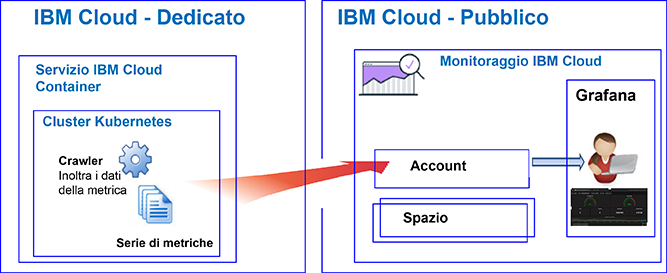 IBM Cloud - Dedicato
Servizio IBM Cloud
Container
Cluster Kubernetes
Crawler
Inoltra i dati
della metrica
Serie di metriche
IBM Cloud - Pubblico
Monitoraggio IBM Cloud
Grafana
Account
Spazio